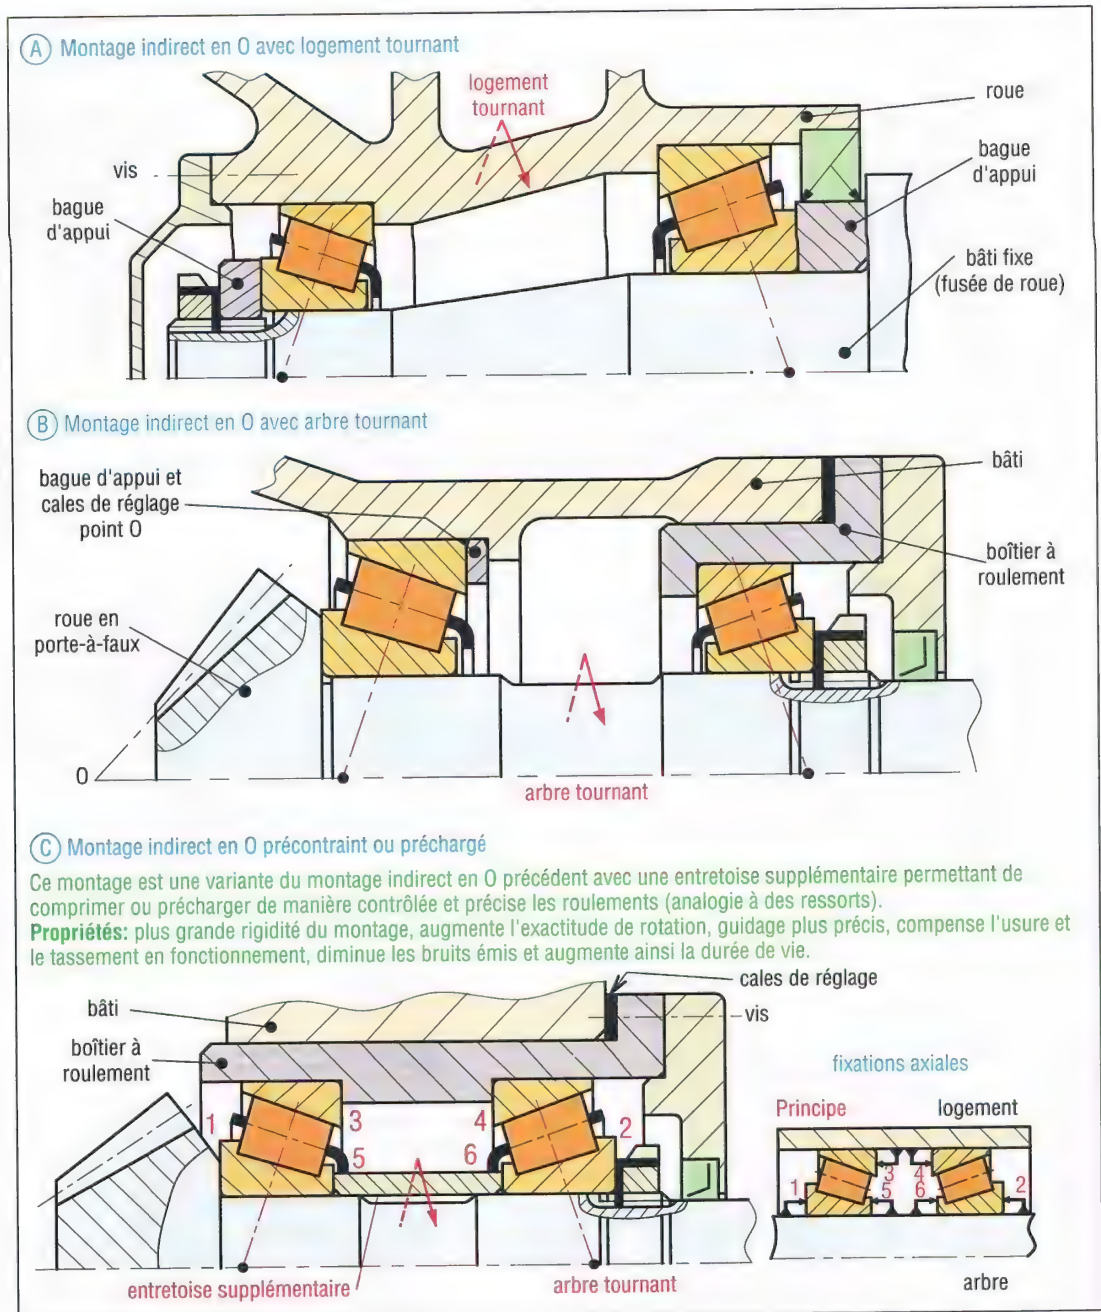 A Montage indirect en O avec logement tournant
logement
tournant
roue
vis
bague
d'appui
bague
d'appui
bâti fixe
(fusée de roue)
B Montage indirect en O avec arbre tournant
bague d'appui et
cales de réglage
point O
bâti
boîtier à
roulement
roue en
porte-à-faux
O
arbre tournant
C Montage indirect en O précontraint ou préchargé
Ce montage est une variante du montage indirect en O précédent avec une entretoise supplémentaire permettant de
comprimer ou précharger de manière contrôlée et précise les roulements (analogie à des ressorts).
Propriétés: plus grande rigidité du montage, augmente l'exactitude de rotation, guidage plus précis, compense l'usure et
le tassement en fonctionnement, diminue les bruits émis et augmente ainsi la durée de vie.
cales de réglage
bâti
vis
boîtier à
roulement
fixations axiales
1 3 4 2
5 6
Principe
logement
3 4
1 5 6 2
entretoise supplémentaire
arbre tournant
arbre